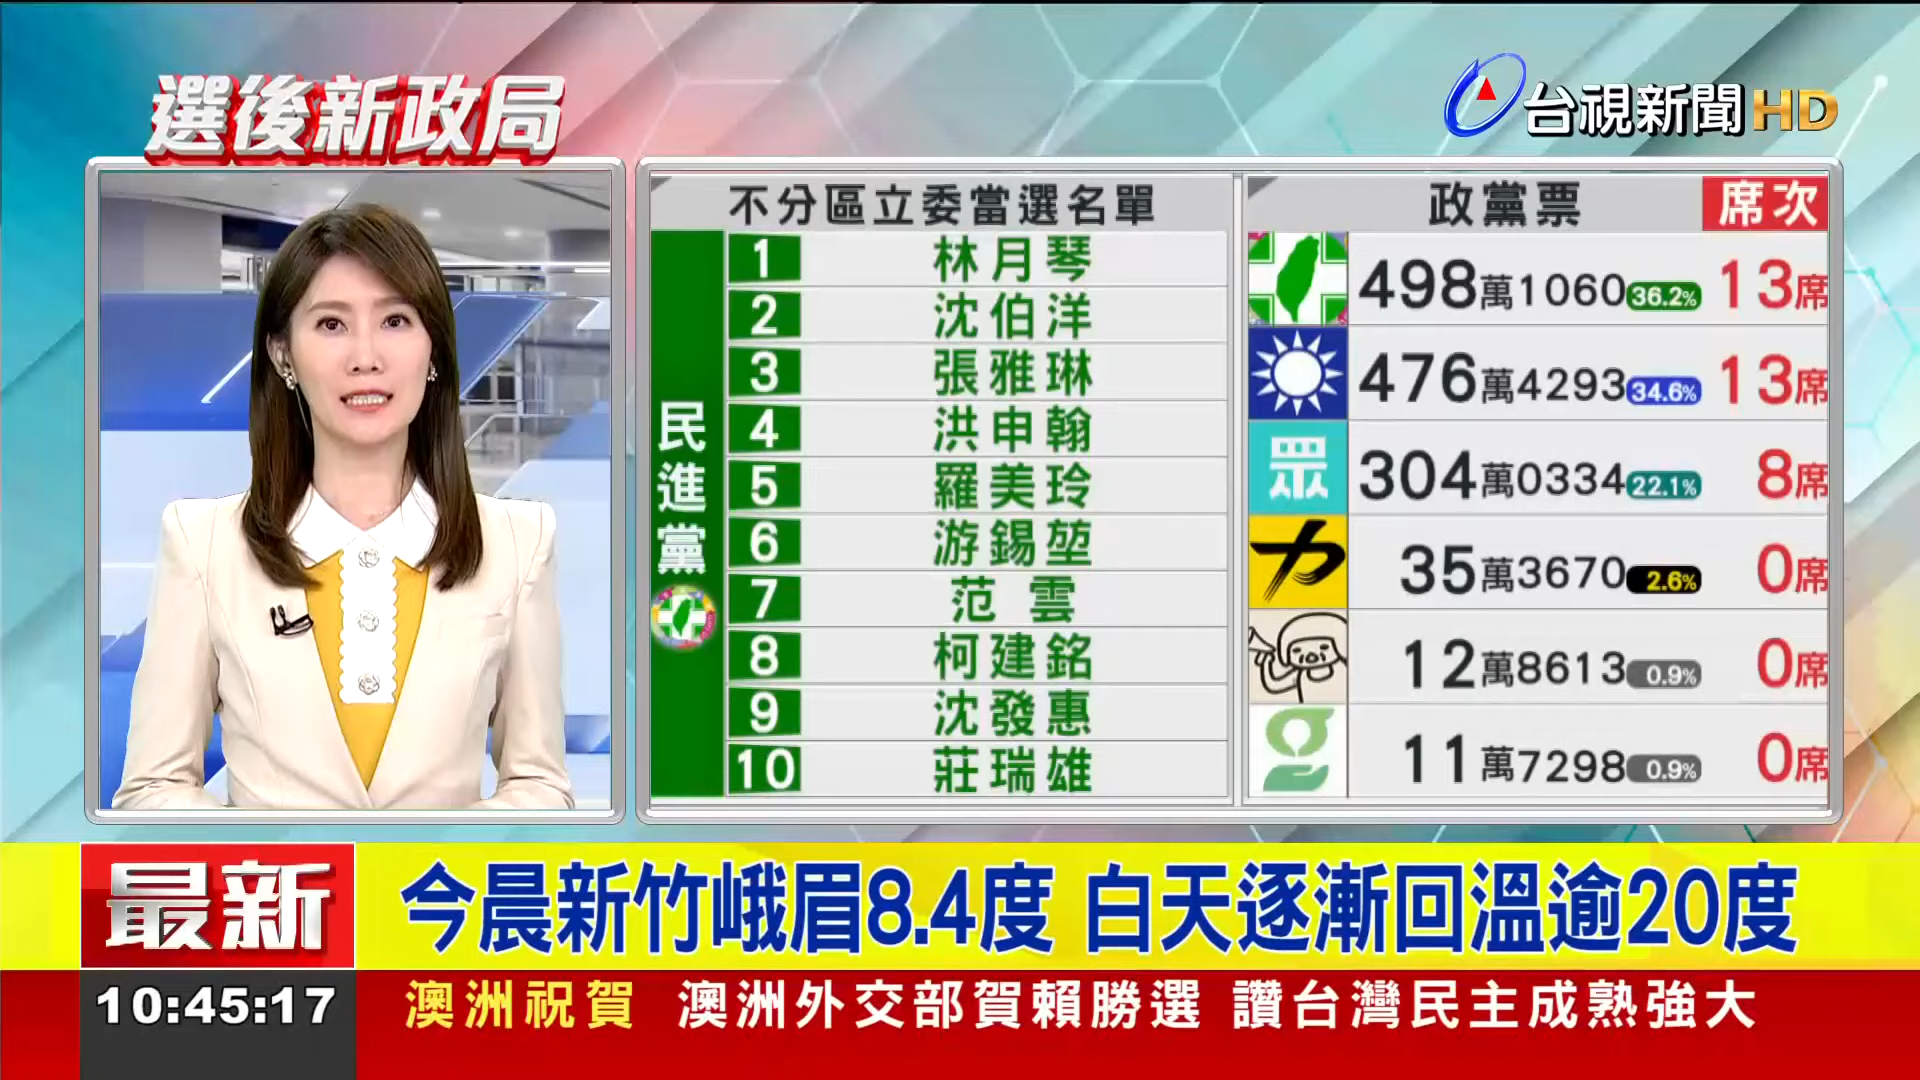 選後新政局
台視新聞HD
不分區立委當選名單
民進黨
1 林月琴
2 沈伯洋
3 張雅琳
4 洪申翰
5 羅美玲
6 游錫堃
7 范雲
8 柯建銘
9 沈發惠
10 莊瑞雄
政黨票 席次
498萬1060 36.2% 13席
476萬4293 34.6% 13席
眾 304萬0334 22.1% 8席
力 35萬3670 2.6% 0席
12萬8613 0.9% 0席
11萬7298 0.9% 0席
最新 今晨新竹峨眉8.4度 白天逐漸回溫逾20度
10:45:17 澳洲祝賀 澳洲外交部賀賴勝選 讚台灣民主成熟強大